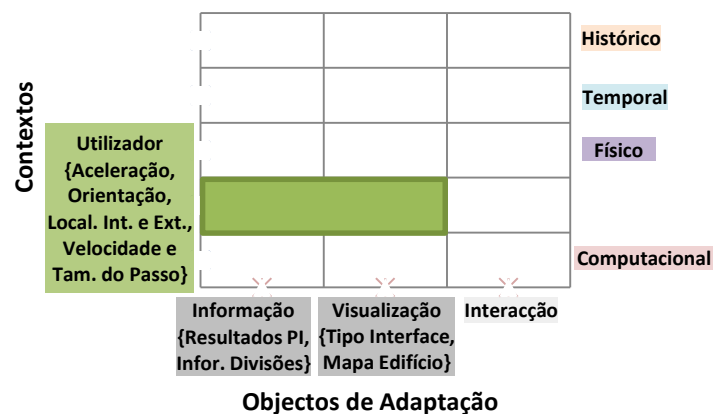 Contextos
Utilizador
{Aceleração,
Orientação,
Local. Int. e Ext.,
Velocidade e
Tam. do Passo}
Histórico
Temporal
Físico
Computacional
Informação
{Resultados PI,
Infor. Divisões}
Visualização
{Tipo Interface,
Mapa Edifício}
Interacção
Objectos de Adaptação